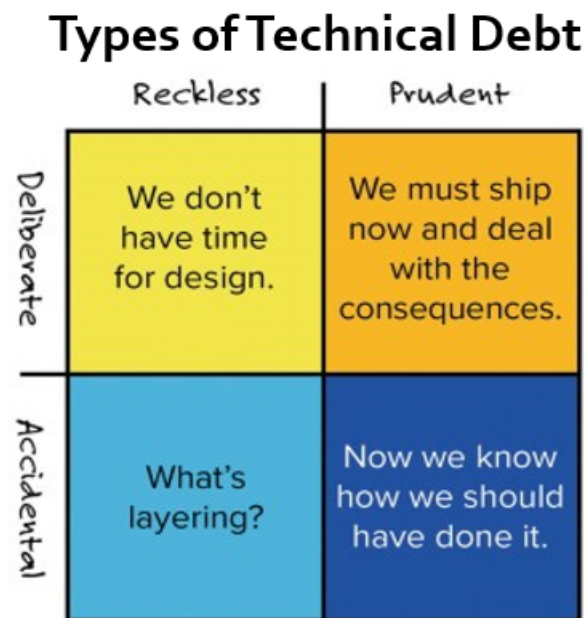 Types of Technical Debt
Reckless
Prudent
Deliberate
We don't
have time
for design.
We must ship
now and deal
with the
consequences.
Accidental
What's
layering?
Now we know
how we should
have done it.